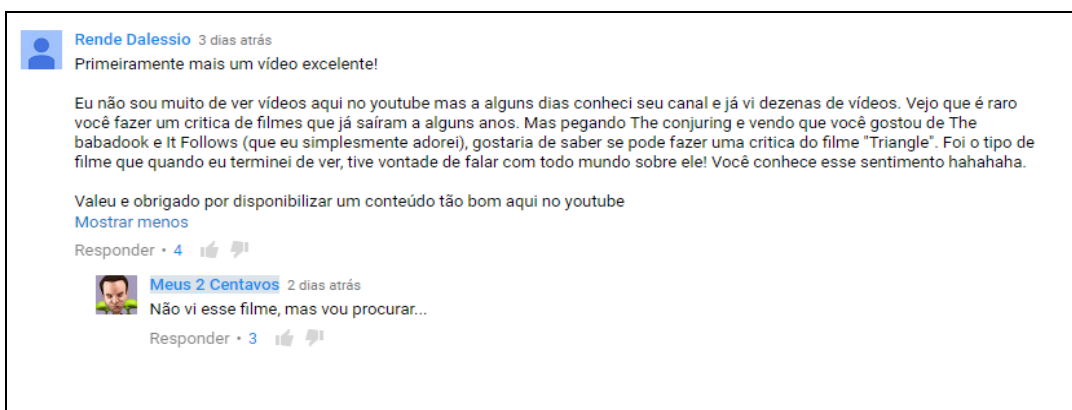 Rende Dalessio 3 dias atrás
Primeiramente mais um vídeo excelente!
Eu não sou muito de ver vídeos aqui no youtube mas a alguns dias conheci seu canal e já vi dezenas de vídeos. Vejo que é raro
você fazer um critica de filmes que já saíram a alguns anos. Mas pegando The conjuring e vendo que você gostou de The
babadook e It Follows (que eu simplesmente adorei), gostaria de saber se pode fazer uma critica do filme "Triangle". Foi o tipo de
filme que quando eu terminei de ver, tive vontade de falar com todo mundo sobre ele! Você conhece esse sentimento hahahaha.
Valeu e obrigado por disponibilizar um conteúdo tão bom aqui no youtube
Mostrar menos
Responder • 4
Meus 2 Centavos 2 dias atrás
Não vi esse filme, mas vou procurar...
Responder • 3